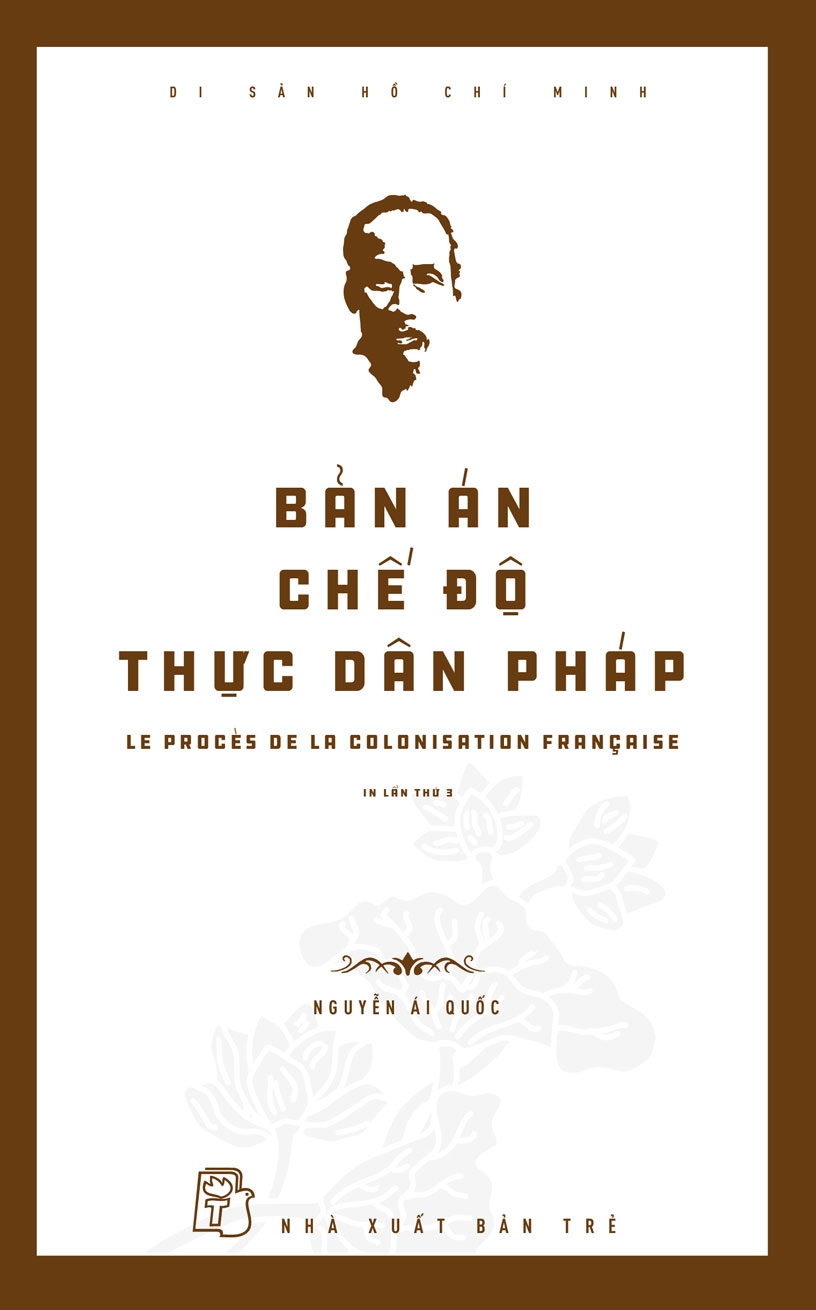 DI SẢN HỒ CHÍ MINH
BẢN ÁN
CHẾ ĐỘ
THỰC DÂN PHÁP
LE PROCÈS DE LA COLONISATION FRANÇAISE
IN LẦN THỨ 3
NGUYỄN ÁI QUỐC
T
NHÀ XUẤT BẢN TRẺ